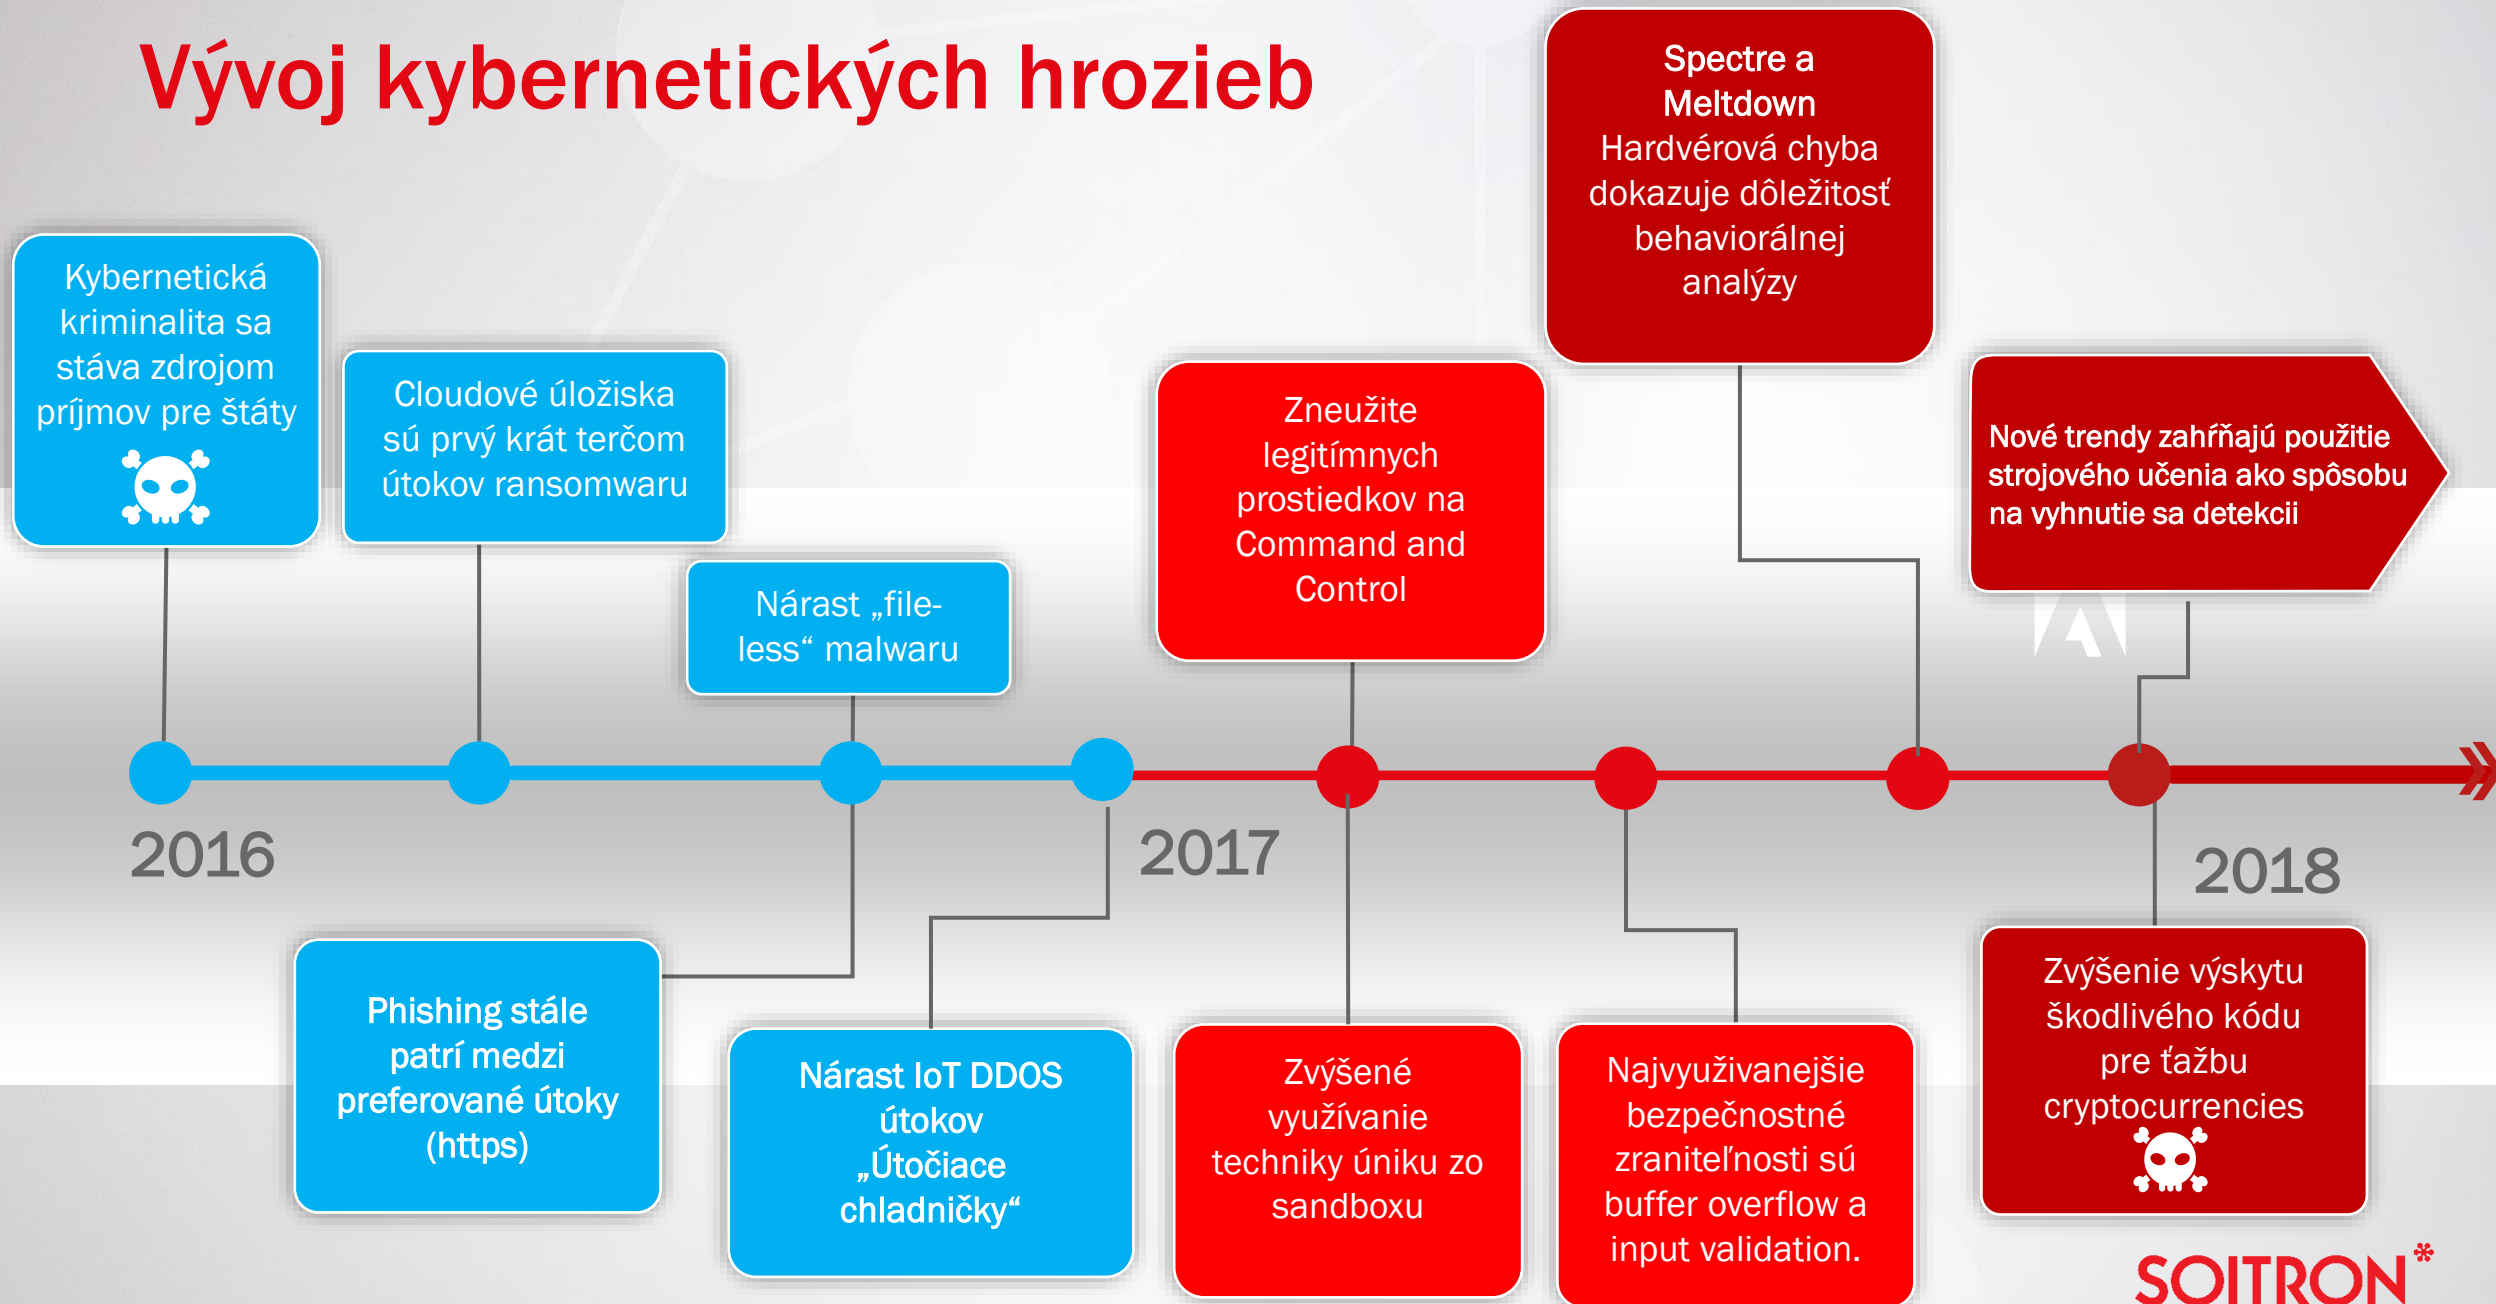 Vývoj kybernetických hrozieb
Spectre a
Meltdown
Hardvérová chyba
dokazuje dôležitosť
behaviorálnej
analýzy
Kybernetická
kriminalita sa
stáva zdrojom
príjmov pre štáty
Cloudové úložiska
sú prvý krát terčom
útokov ransomwaru
Nárast „file-
less“ malwaru
Zneužite
legitímnych
prostiedkov na
Command and
Control
Nové trendy zahŕňajú použitie
strojového učenia ako spôsobu
na vyhnutie sa detekcii
2016
2017
2018
Phishing stále
patrí medzi
preferované útoky
(https)
Nárast IoT DDOS
útokov
„Útočiace
chladničky“
Zvýšené
využívanie
techniky úniku zo
sandboxu
Najvyuživanejšie
bezpečnostné
zraniteľnosti sú
buffer overflow a
input validation.
Zvýšenie výskytu
škodlivého kódu
pre ťažbu
cryptocurrencies
SOITRON*